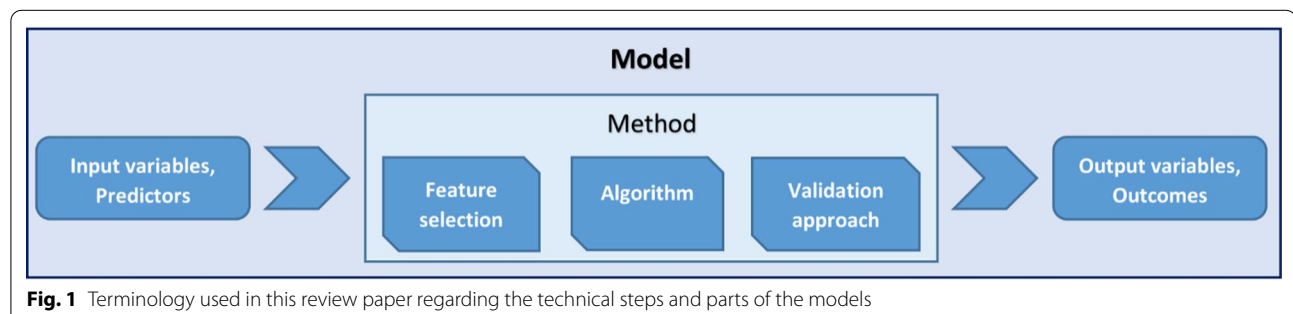 Model
Method
Input variables,
Predictors
Feature
selection
Algorithm
Validation
approach
Output variables,
Outcomes
Fig. 1 Terminology used in this review paper regarding the technical steps and parts of the models